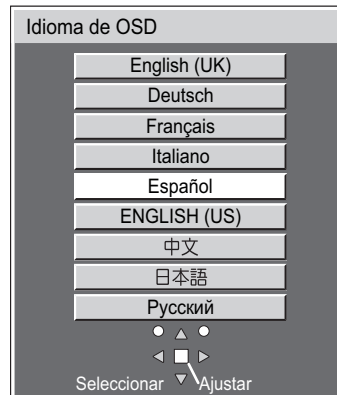 Idioma de OSD
English (UK)
Deutsch
Français
Italiano
Español
ENGLISH (US)
中文
日本語
Русский
Seleccionar Ajustar